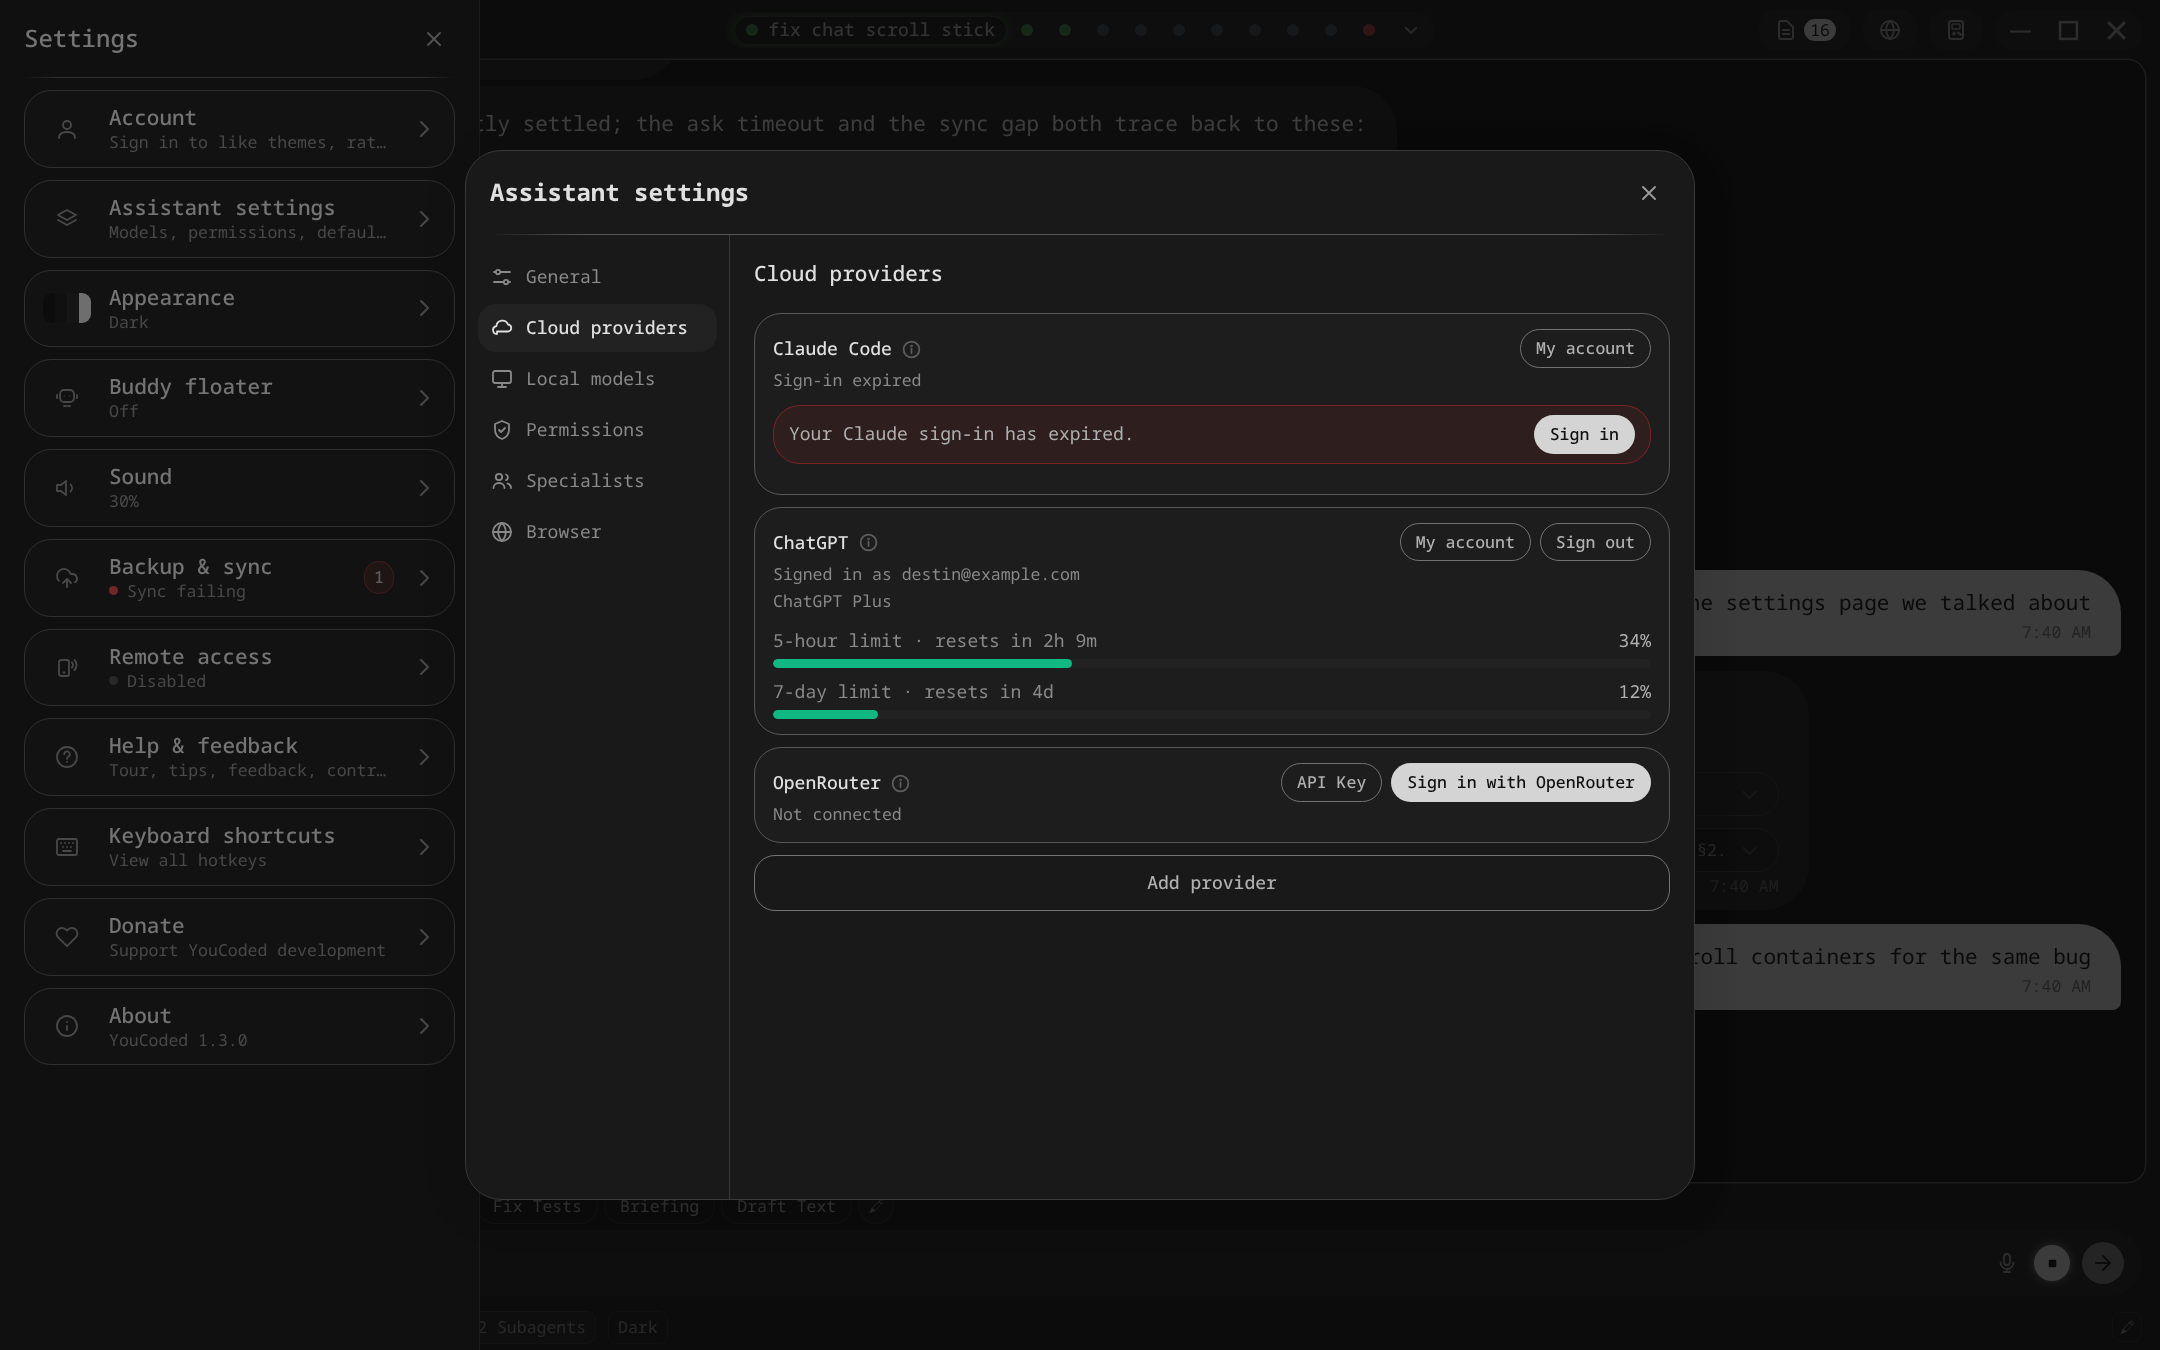 Settings
Account
Sign in to like themes, rat…
Assistant settings
Models, permissions, defaul…
Appearance
Dark
Buddy floater
Off
Sound
30%
Backup & sync
Sync failing
1
Remote access
Disabled
Help & feedback
Tour, tips, feedback, contr…
Keyboard shortcuts
View all hotkeys
Donate
Support YouCoded development
About
YouCoded 1.3.0
fix chat scroll stick
16
tly settled; the ask timeout and the sync gap both trace back to these:
Assistant settings
General
Cloud providers
Local models
Permissions
Specialists
Browser
Cloud providers
Claude Code
My account
Sign-in expired
Your Claude sign-in has expired.
Sign in
ChatGPT
My account
Sign out
Signed in as destin@example.com
ChatGPT Plus
5-hour limit · resets in 2h 9m
34%
7-day limit · resets in 4d
12%
OpenRouter
API Key
Sign in with OpenRouter
Not connected
Add provider
he settings page we talked about
7:40 AM
§2.
7:40 AM
roll containers for the same bug
7:40 AM
Fix Tests
Briefing
Draft Text
2 Subagents
Dark